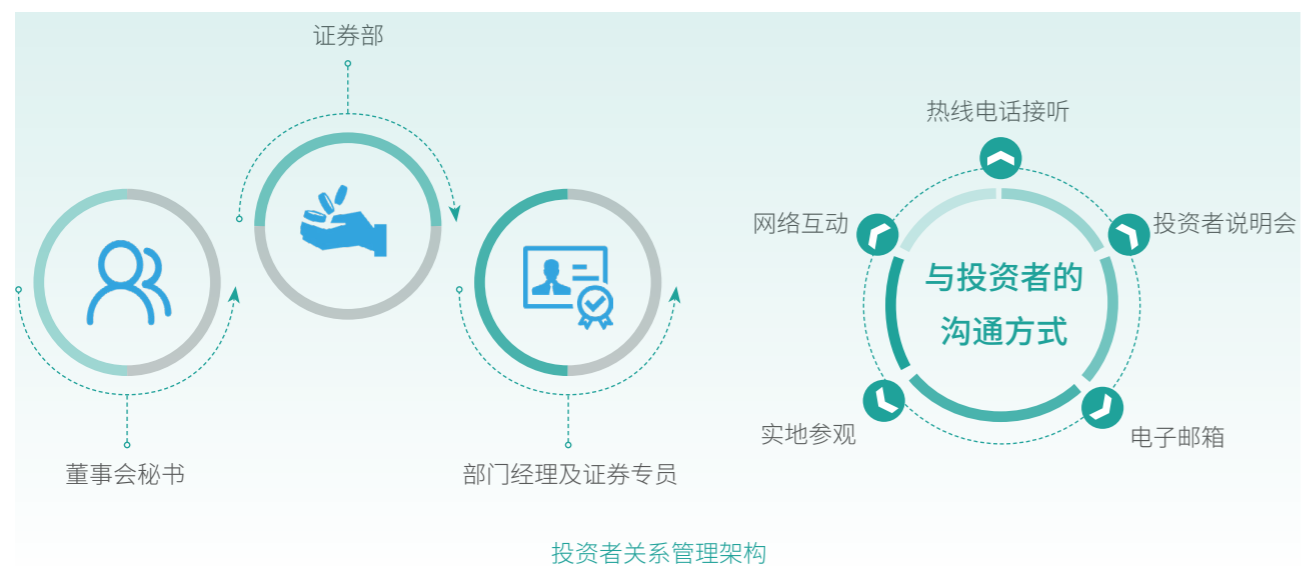 证券部
董事会秘书
部门经理及证券专员
热线电话接听
网络互动
投资者说明会
与投资者的
沟通方式
实地参观
电子邮箱
投资者关系管理架构